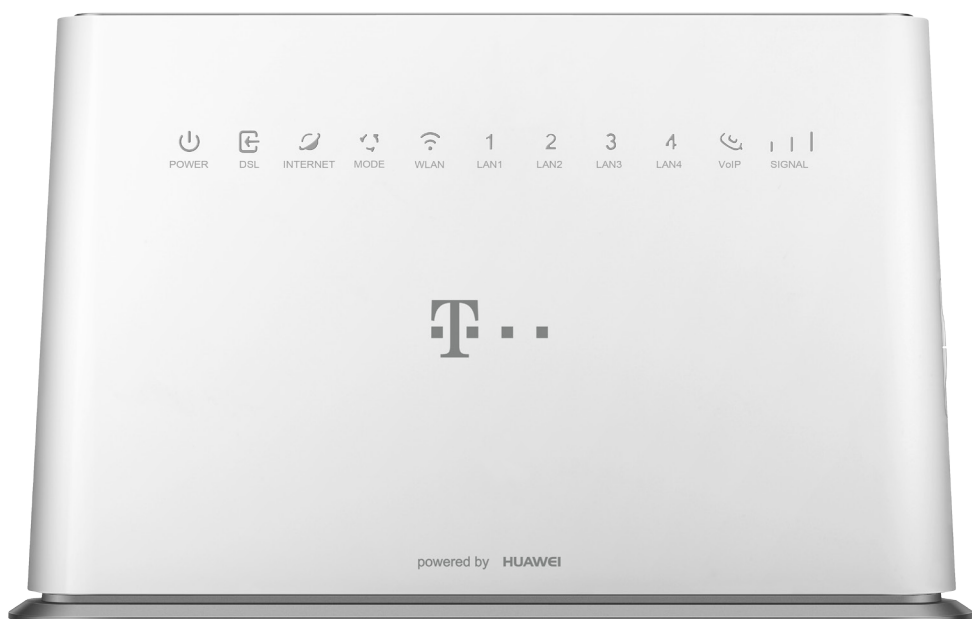 1 2 3 4
POWER DSL INTERNET MODE WLAN LAN1 LAN2 LAN3 LAN4 VoIP SIGNAL
T
powered by HUAWEI